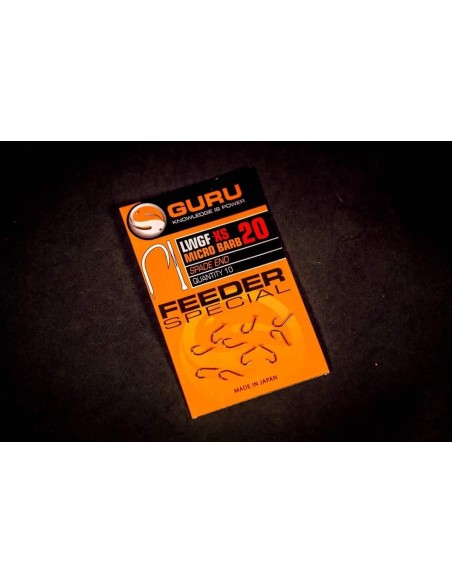 GURU
KNOWLEDGE IS POWER
LWGF XS
MICRO BARB 20
SPADE END
QUANTITY 10
FEEDER
SPECIAL
MADE IN JAPAN